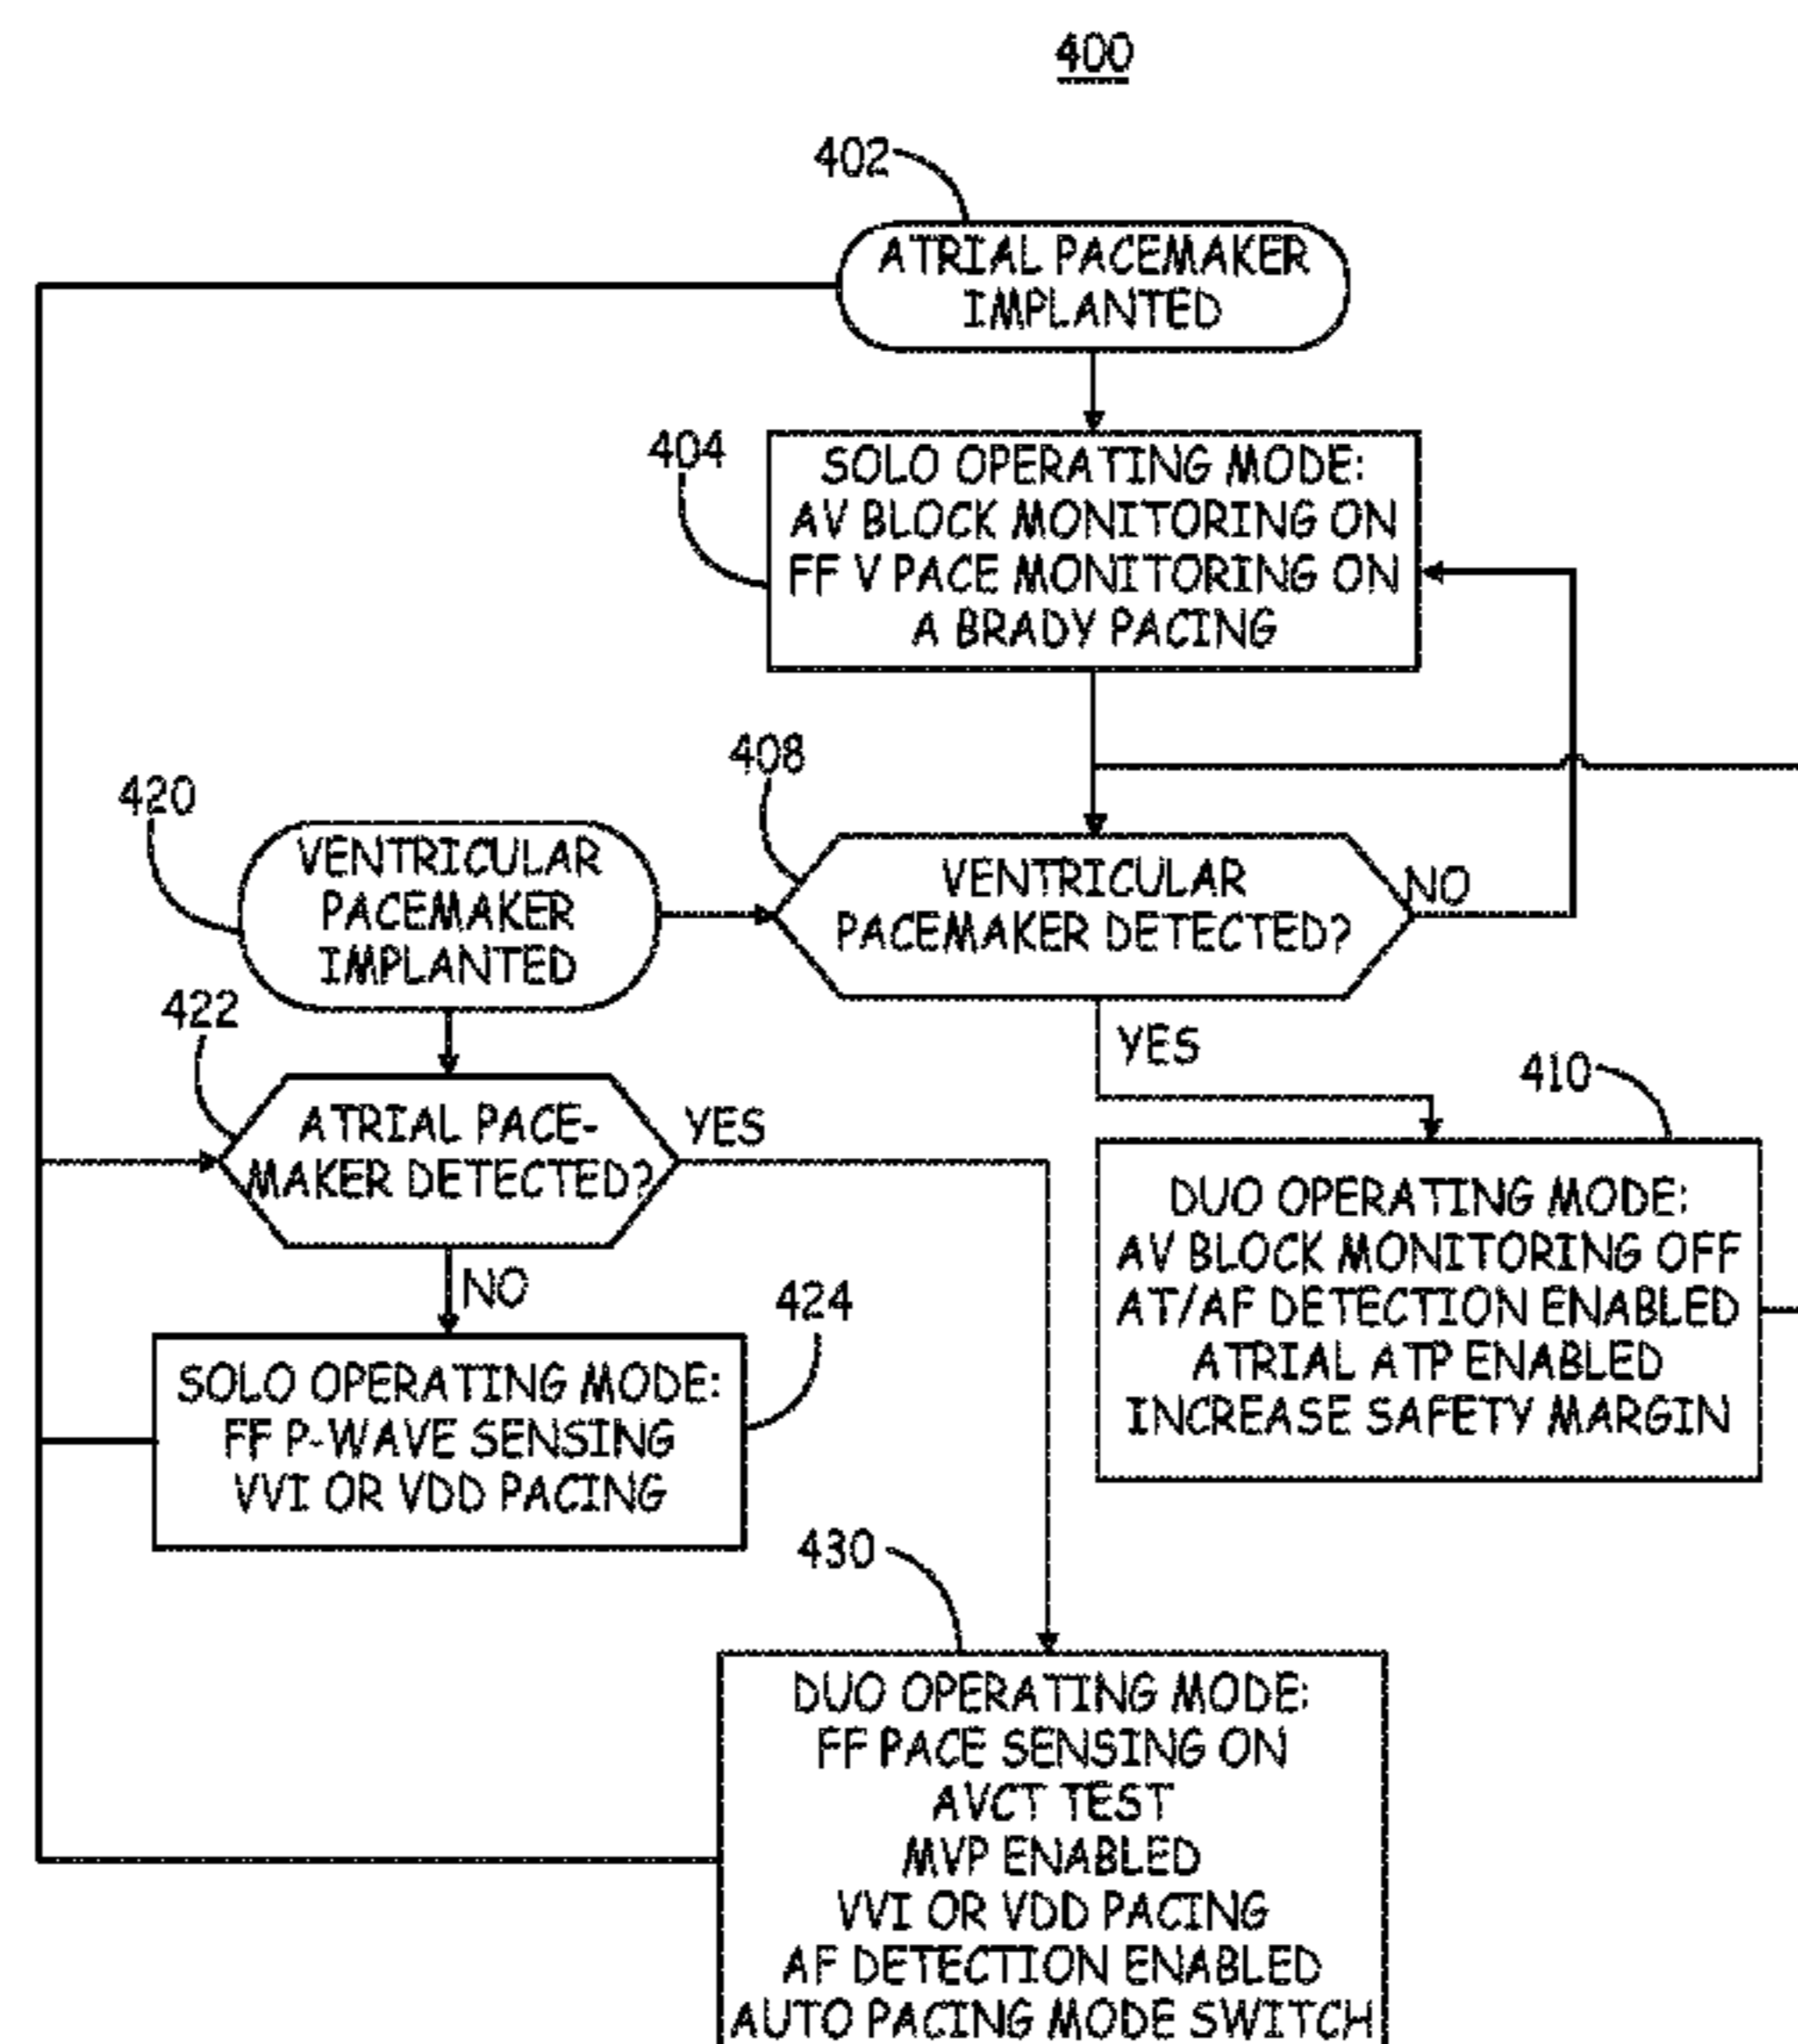 400
402
ATRIAL PACEMAKER
IMPLANTED
404
SOLO OPERATING MODE:
AV BLOCK MONITORING ON
FF V PACE MONITORING ON
A BRADY PACING
408
420
VENTRICULAR
PACEMAKER
IMPLANTED
VENTRICULAR
PACEMAKER DETECTED?
NO
YES
422
ATRIAL PACE-
MAKER DETECTED?
YES
NO
410
DUO OPERATING MODE:
AV BLOCK MONITORING OFF
AT/AF DETECTION ENABLED
ATRIAL ATP ENABLED
INCREASE SAFETY MARGIN
424
SOLO OPERATING MODE:
FF P-WAVE SENSING
VVI OR VDD PACING
430
DUO OPERATING MODE:
FF PACE SENSING ON
AVCT TEST
MVP ENABLED
VVI OR VDD PACING
AF DETECTION ENABLED
AUTO PACING MODE SWITCH